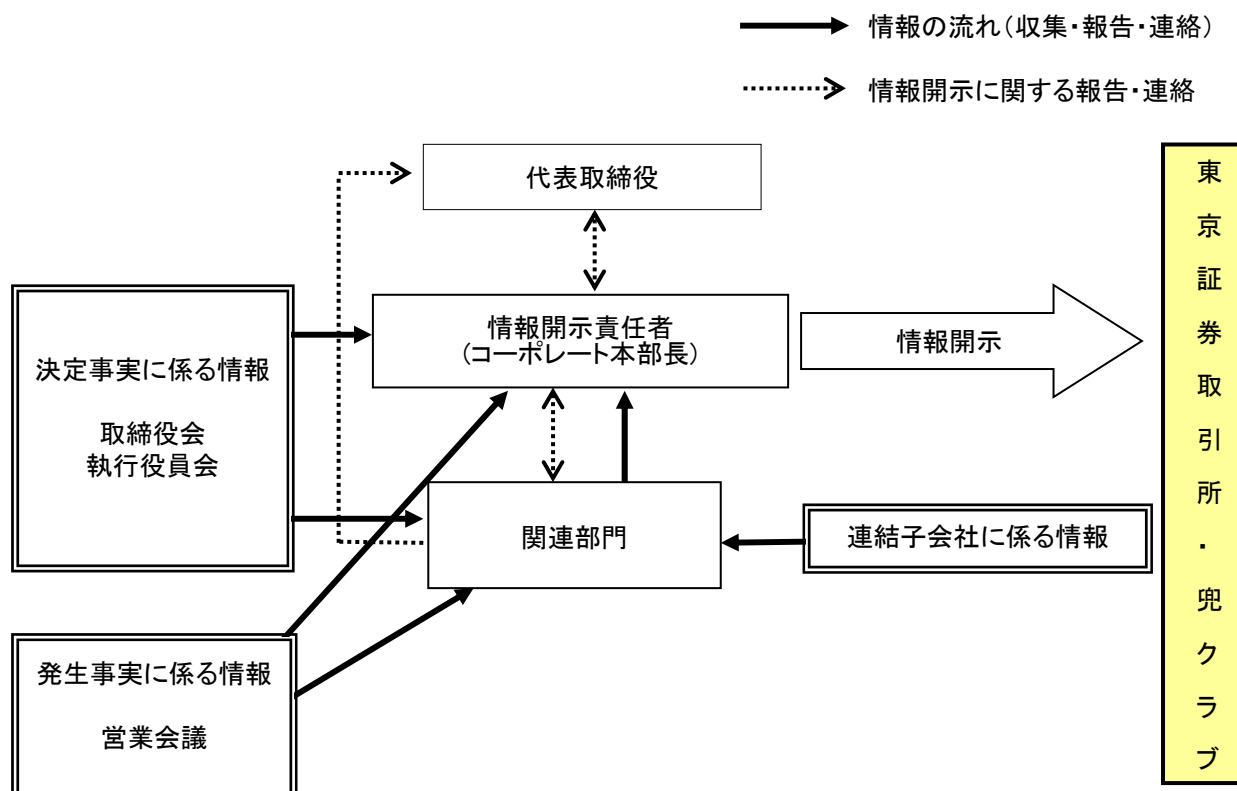 情報の流れ(収集・報告・連絡)
情報開示に関する報告・連絡
代表取締役
情報開示責任者
(コーポレート本部長)
情報開示
決定事実に係る情報
取締役会
執行役員会
関連部門
連結子会社に係る情報
発生事実に係る情報
営業会議
東京証券取引所・兜クラブ